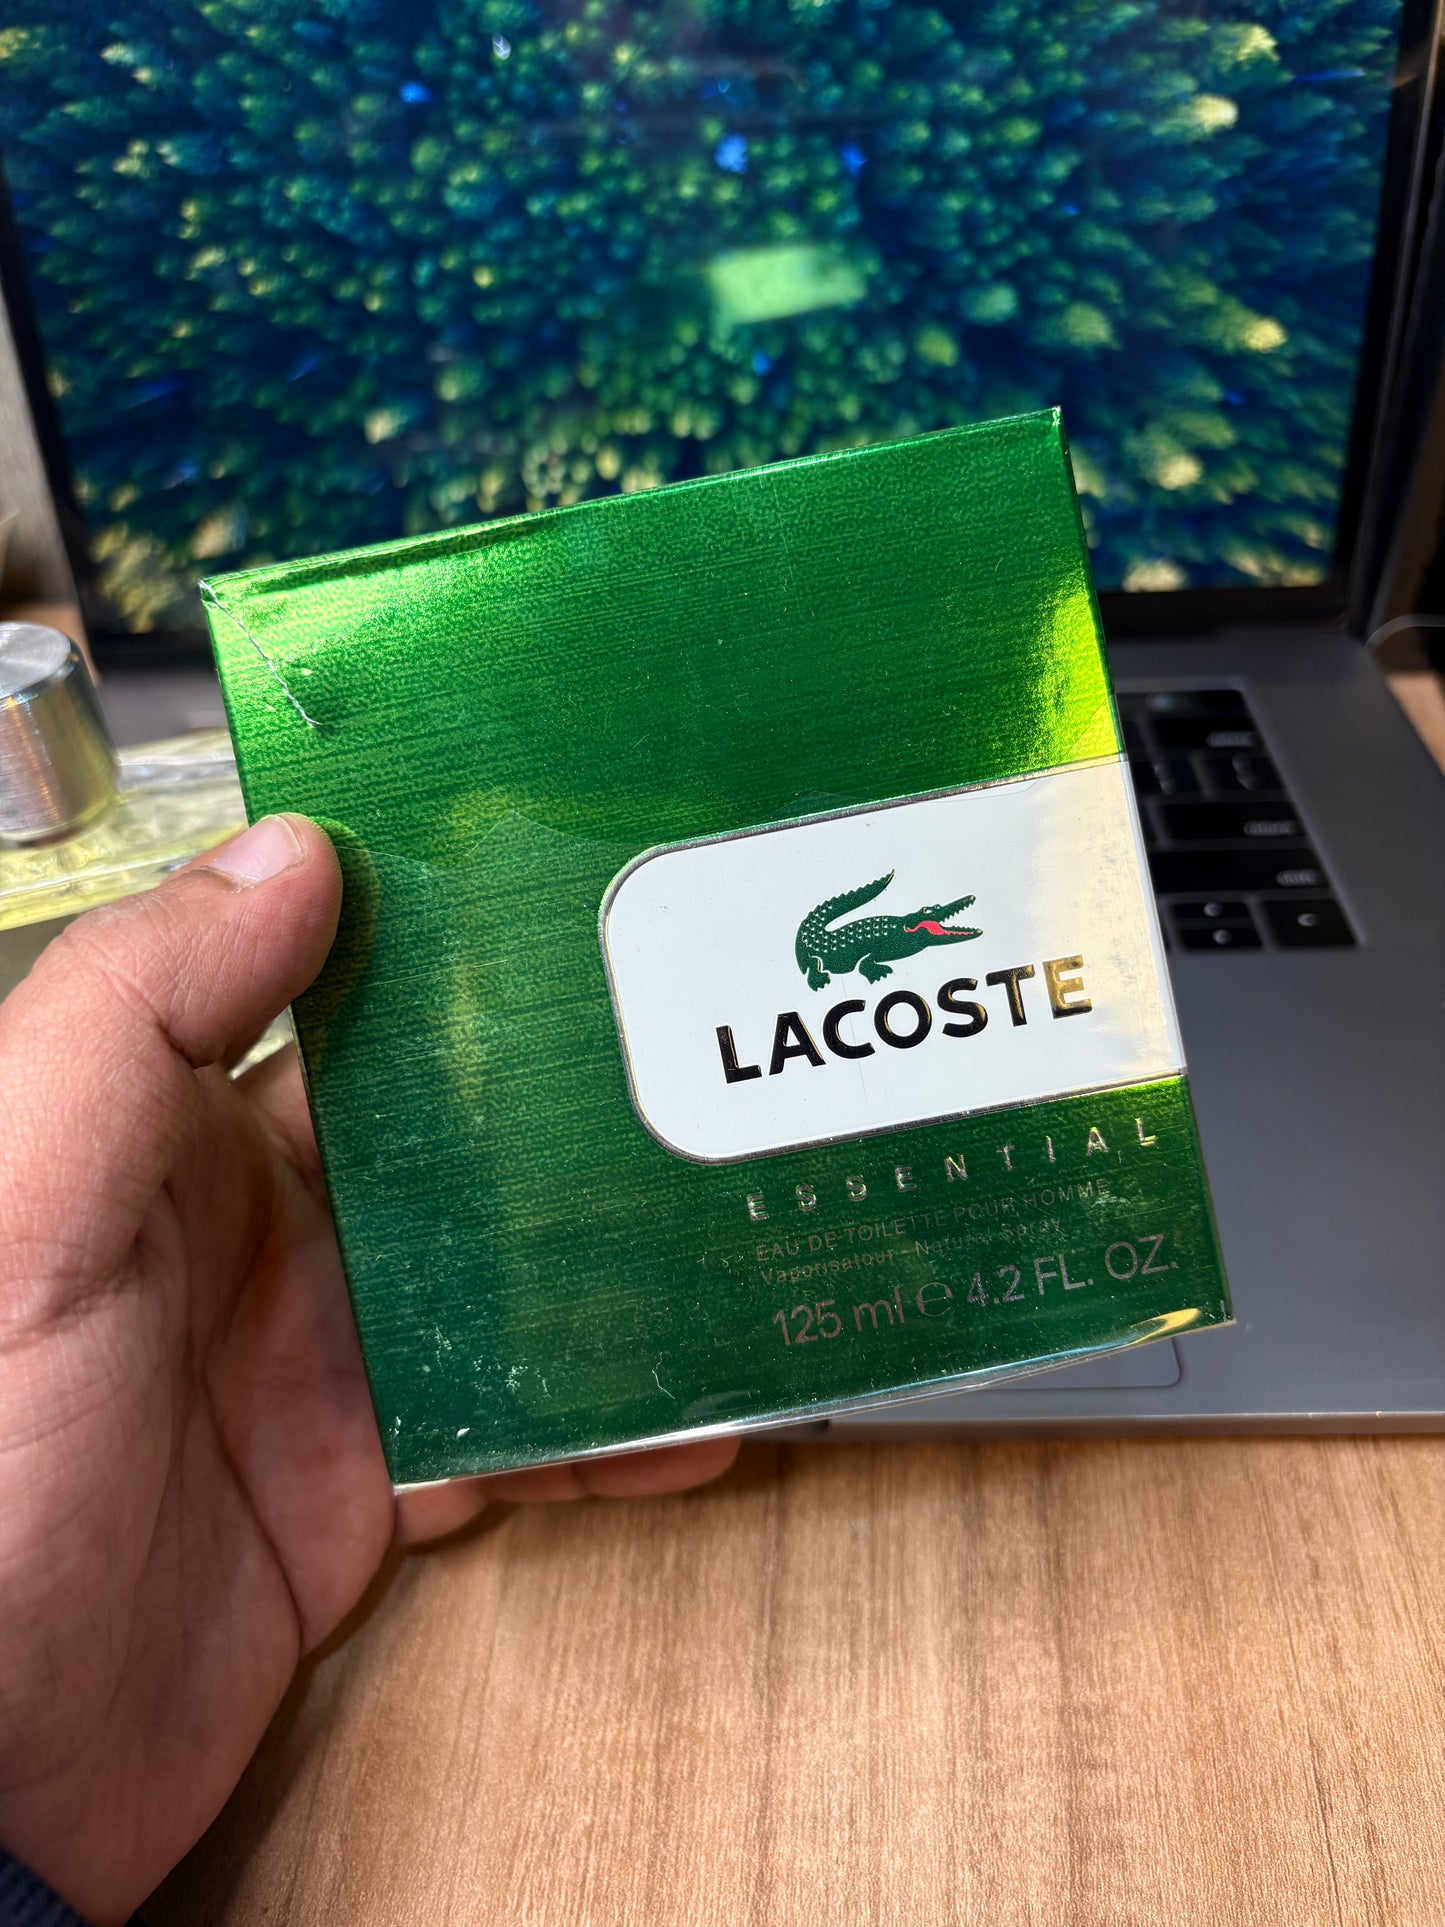 LACOSTE
ESSENTIAL
EAU DE TOILETTE POUR HOMME
Vaporisateur Natural Spray
125 ml ℮ 4.2 FL. OZ.